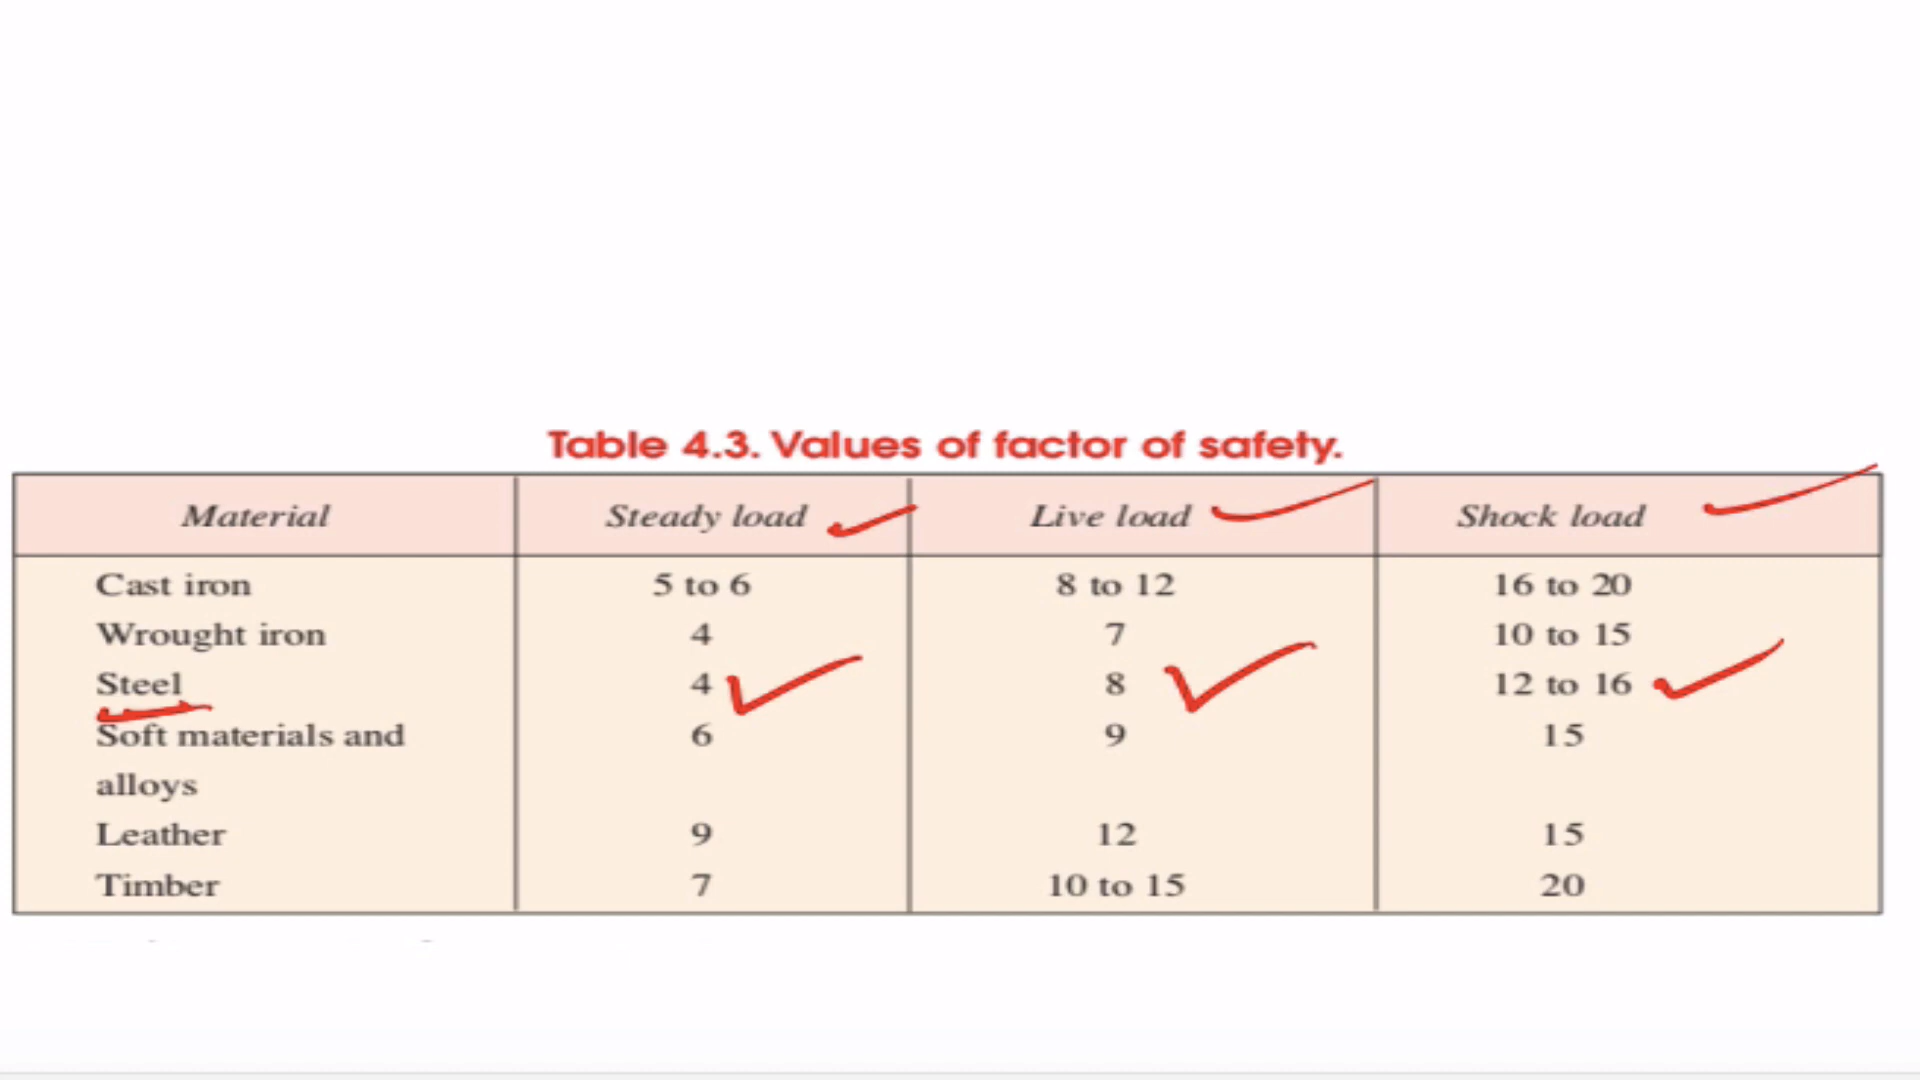 Table 4.3. Values of factor of safety.
Material Steady load Live load Shock load
Cast iron 5 to 6 8 to 12 16 to 20
Wrought iron 4 7 10 to 15
Steel 4 8 12 to 16
Soft materials and 6 9 15
alloys
Leather 9 12 15
Timber 7 10 to 15 20